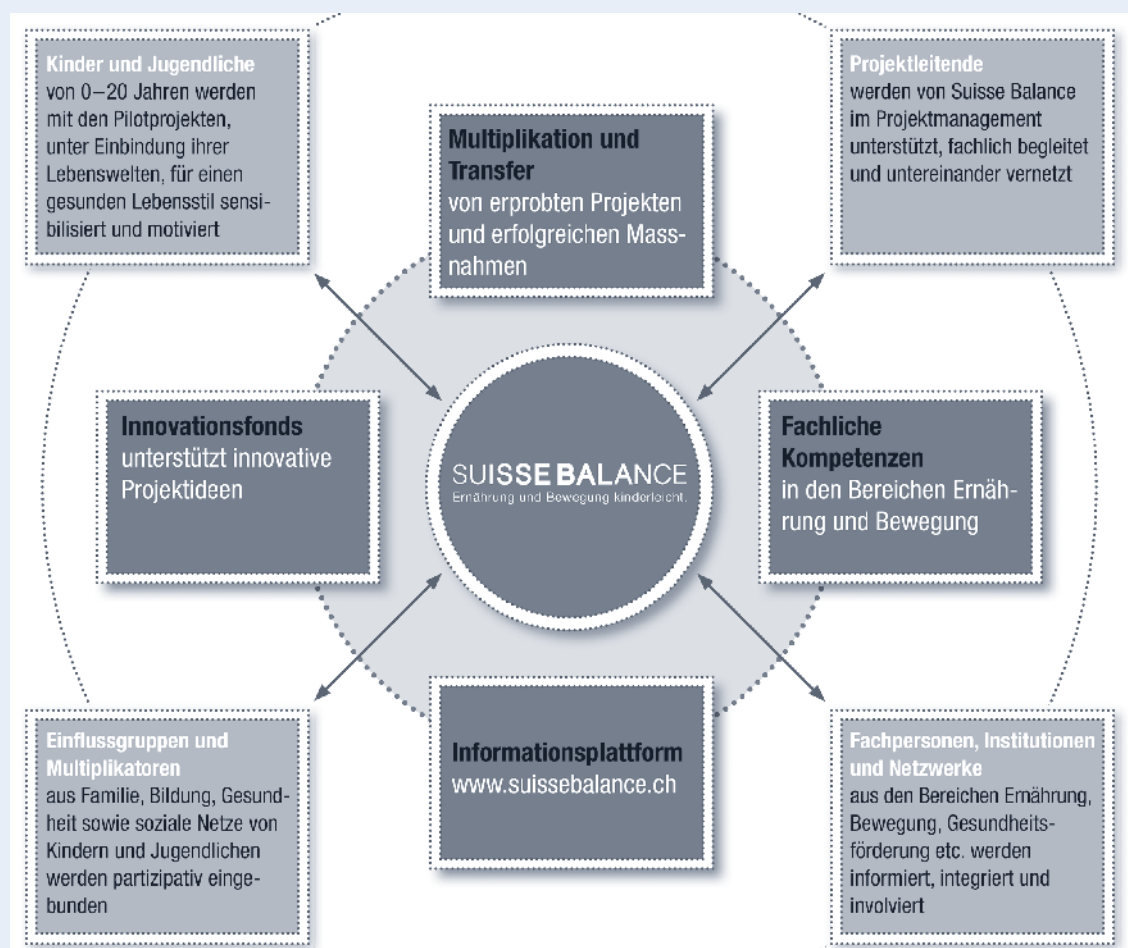 Kinder und Jugendliche
von 0–20 Jahren werden
mit den Pilotprojekten,
unter Einbindung ihrer
Lebenswelten, für einen
gesunden Lebensstil sensi-
bilisiert und motiviert
Multiplikation und
Transfer
von erprobten Projekten
und erfolgreichen Mass-
nahmen
Projektleitende
werden von Suisse Balance
im Projektmanagement
unterstützt, fachlich begleitet
und untereinander vernetzt
Innovationsfonds
unterstützt innovative
Projektideen
SUISSE BALANCE
Ernährung und Bewegung kinderleicht.
Fachliche
Kompetenzen
in den Bereichen Ernäh-
rung und Bewegung
Einflussgruppen und
Multiplikatoren
aus Familie, Bildung, Gesund-
heit sowie soziale Netze von
Kindern und Jugendlichen
werden partizipativ einge-
bunden
Informationsplattform
www.suissebalance.ch
Fachpersonen, Institutionen
und Netzwerke
aus den Bereichen Ernährung,
Bewegung, Gesundheits-
förderung etc. werden
informiert, integriert und
involviert